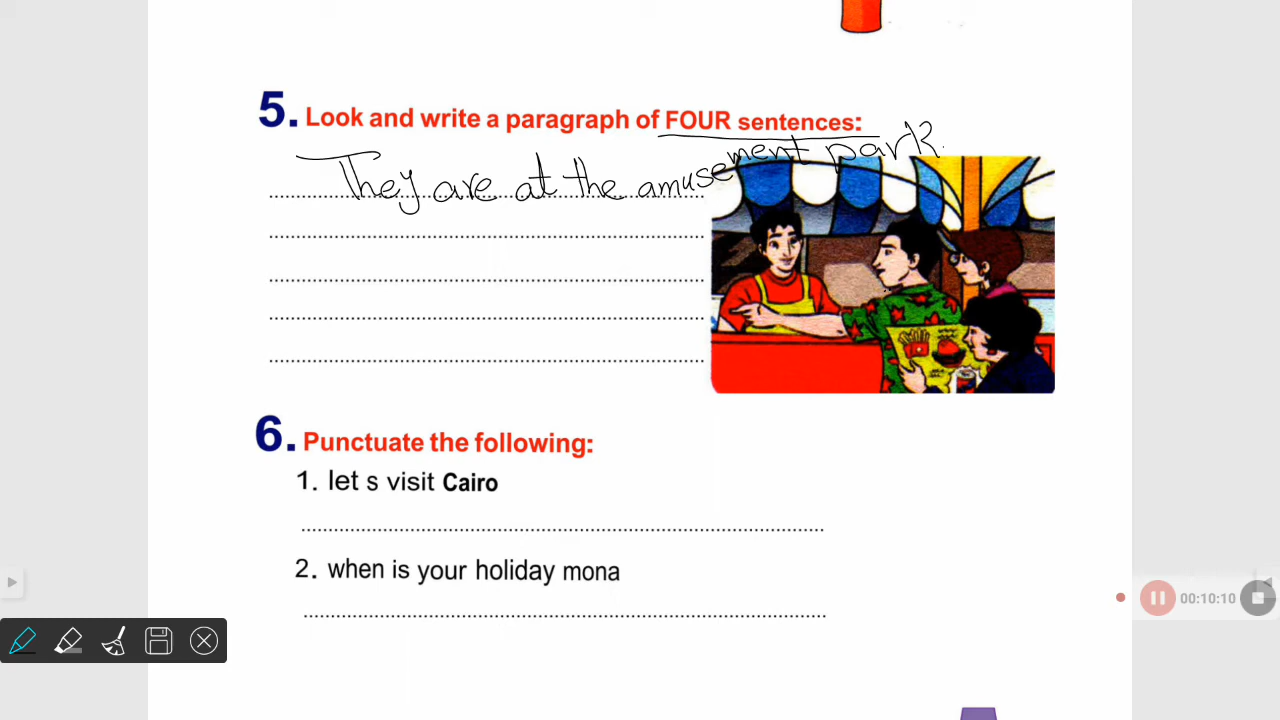 5. Look and write a paragraph of FOUR sentences:
They are at the amusement park.
6. Punctuate the following:
1. let s visit Cairo
2. when is your holiday mona
00:10:10